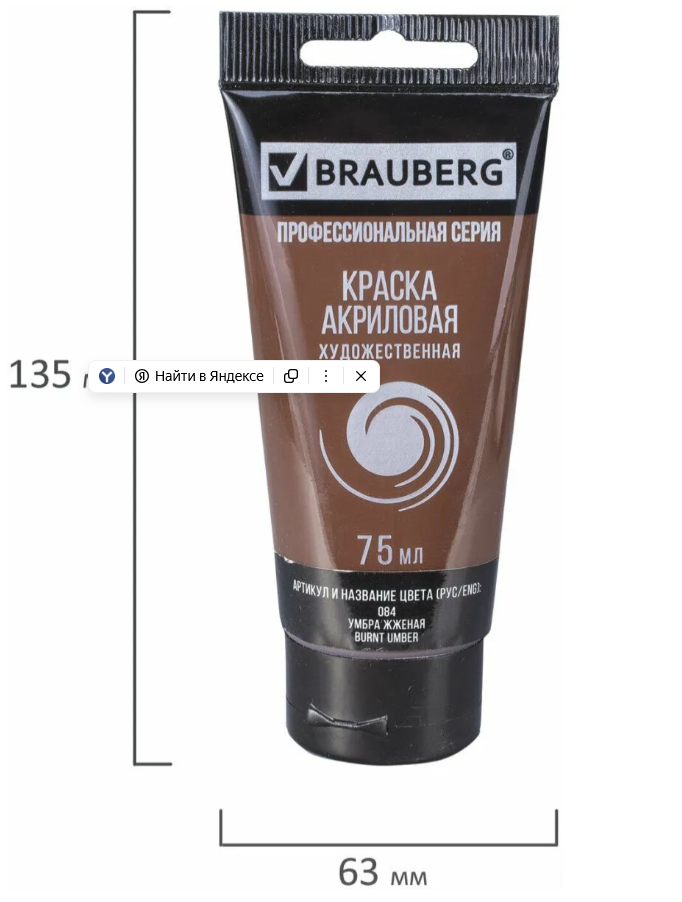 BRAUBERG®
ПРОФЕССИОНАЛЬНАЯ СЕРИЯ
КРАСКА
АКРИЛОВАЯ
ХУДОЖЕСТВЕННАЯ
135
Найти в Яндексе
75 мл
АРТИКУЛ И НАЗВАНИЕ ЦВЕТА (РУС/ENG):
084
УМБРА ЖЖЕНАЯ
BURNT UMBER
63 мм